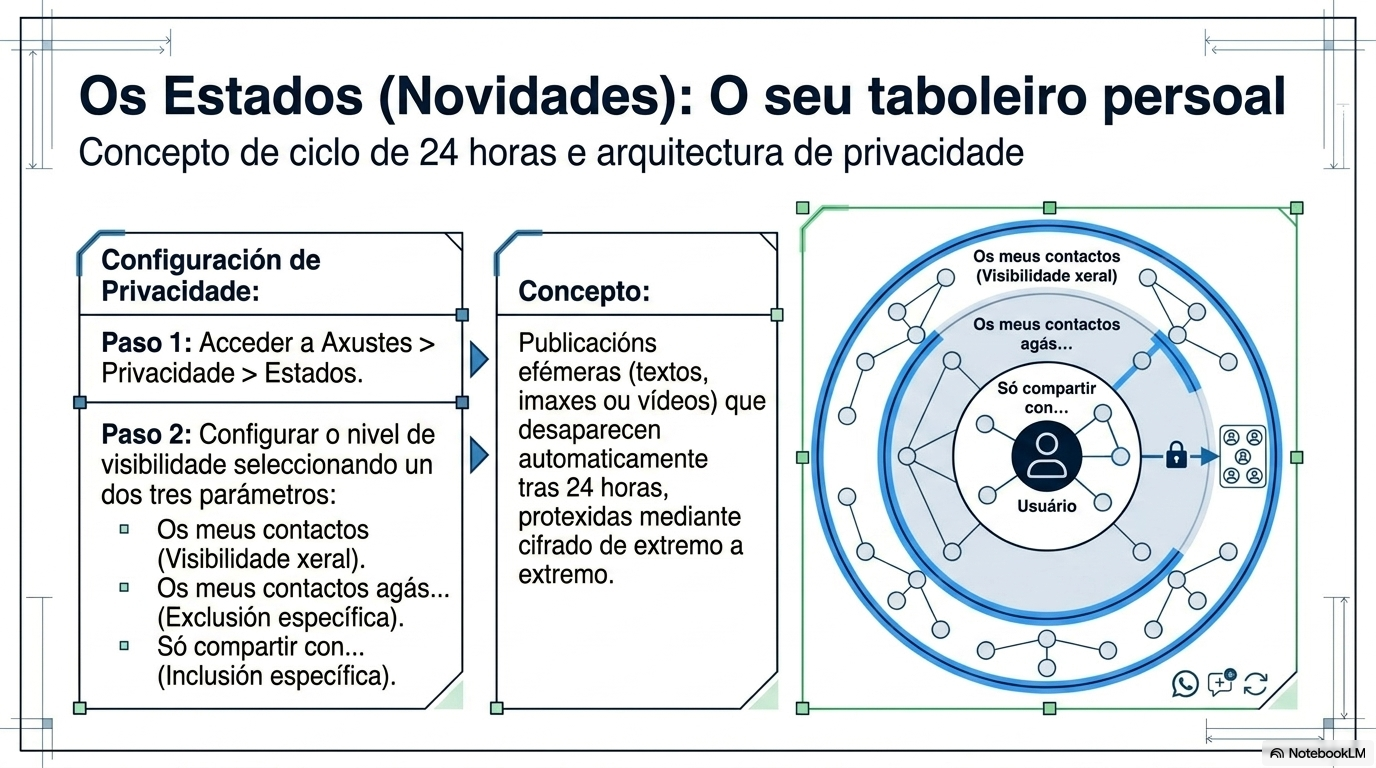 Os Estados (Novidades): O seu taboleiro persoal
Concepto de ciclo de 24 horas e arquitectura de privacidade
Configuración de
Privacidade:
Paso 1: Acceder a Axustes >
Privacidade > Estados.
Paso 2: Configurar o nivel de
visibilidade seleccionando un
dos tres parámetros:
Os meus contactos
(Visibilidade xeral).
Os meus contactos agás...
(Exclusión específica).
Só compartir con...
(Inclusión específica).
Concepto:
Publicacións
efémeras (textos,
imaxes ou vídeos) que
desaparecen
automaticamente
tras 24 horas,
protexidas mediante
cifrado de extremo a
extremo.
Os meus contactos
(Visibilidade xeral)
Os meus contactos
agás...
Só compartir
con...
Usuário
NotebookLM